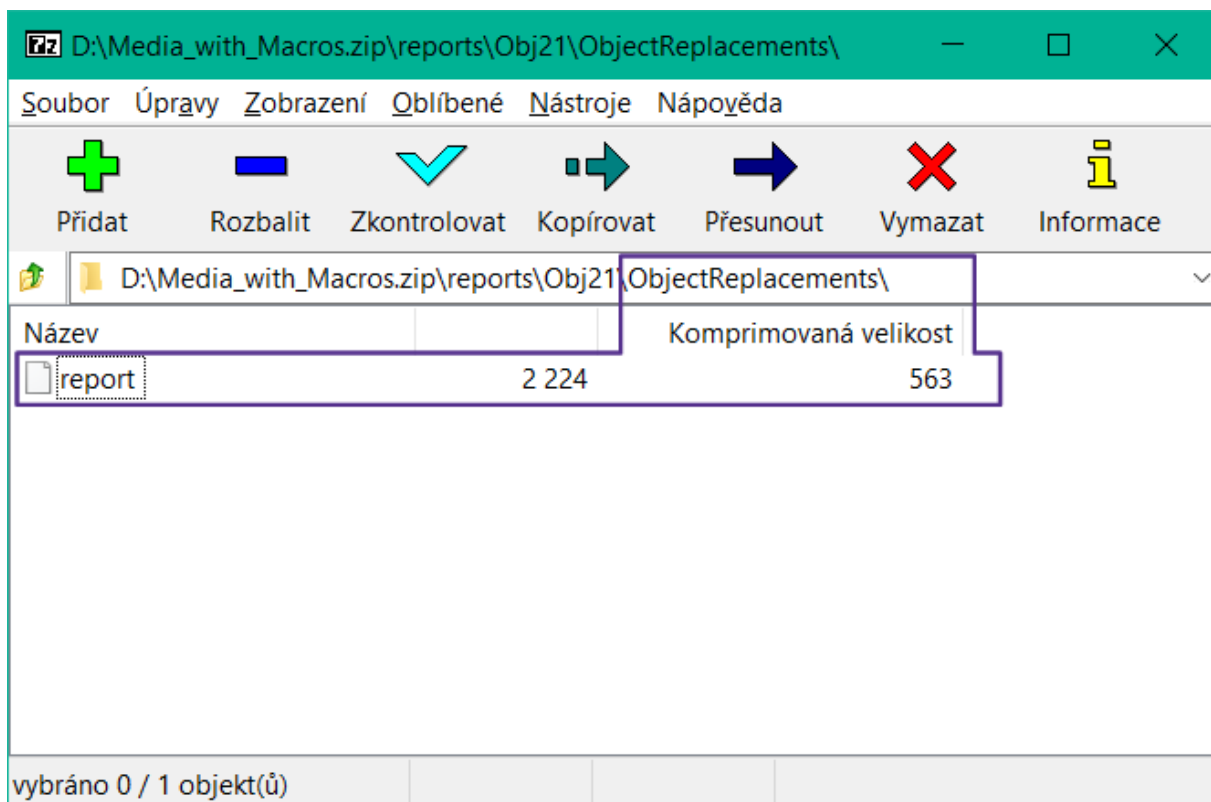 7z D:\Media_with_Macros.zip\reports\Obj21\ObjectReplacements\
Soubor Úpravy Zobrazení Oblíbené Nástroje Nápověda
Přidat Rozbalit Zkontrolovat Kopírovat Přesunout Vymazat Informace
D:\Media_with_Macros.zip\reports\Obj21\ObjectReplacements\
Název Komprimovaná velikost
report 2 224 563
vybráno 0 / 1 objekt(ů)